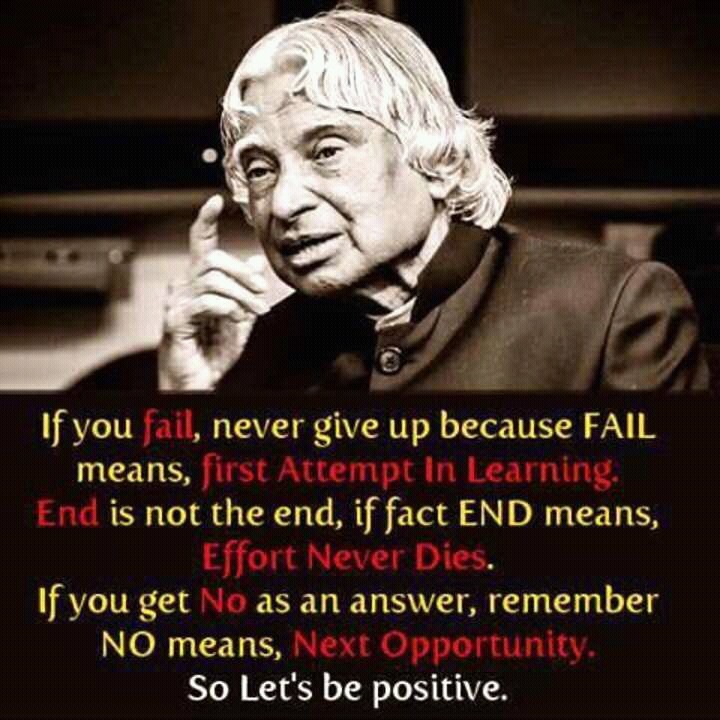 If you fail, never give up because FAIL
means, first Attempt In Learning.
End is not the end, if fact END means,
Effort Never Dies.
If you get No as an answer, remember
NO means, Next Opportunity.
So Let's be positive.